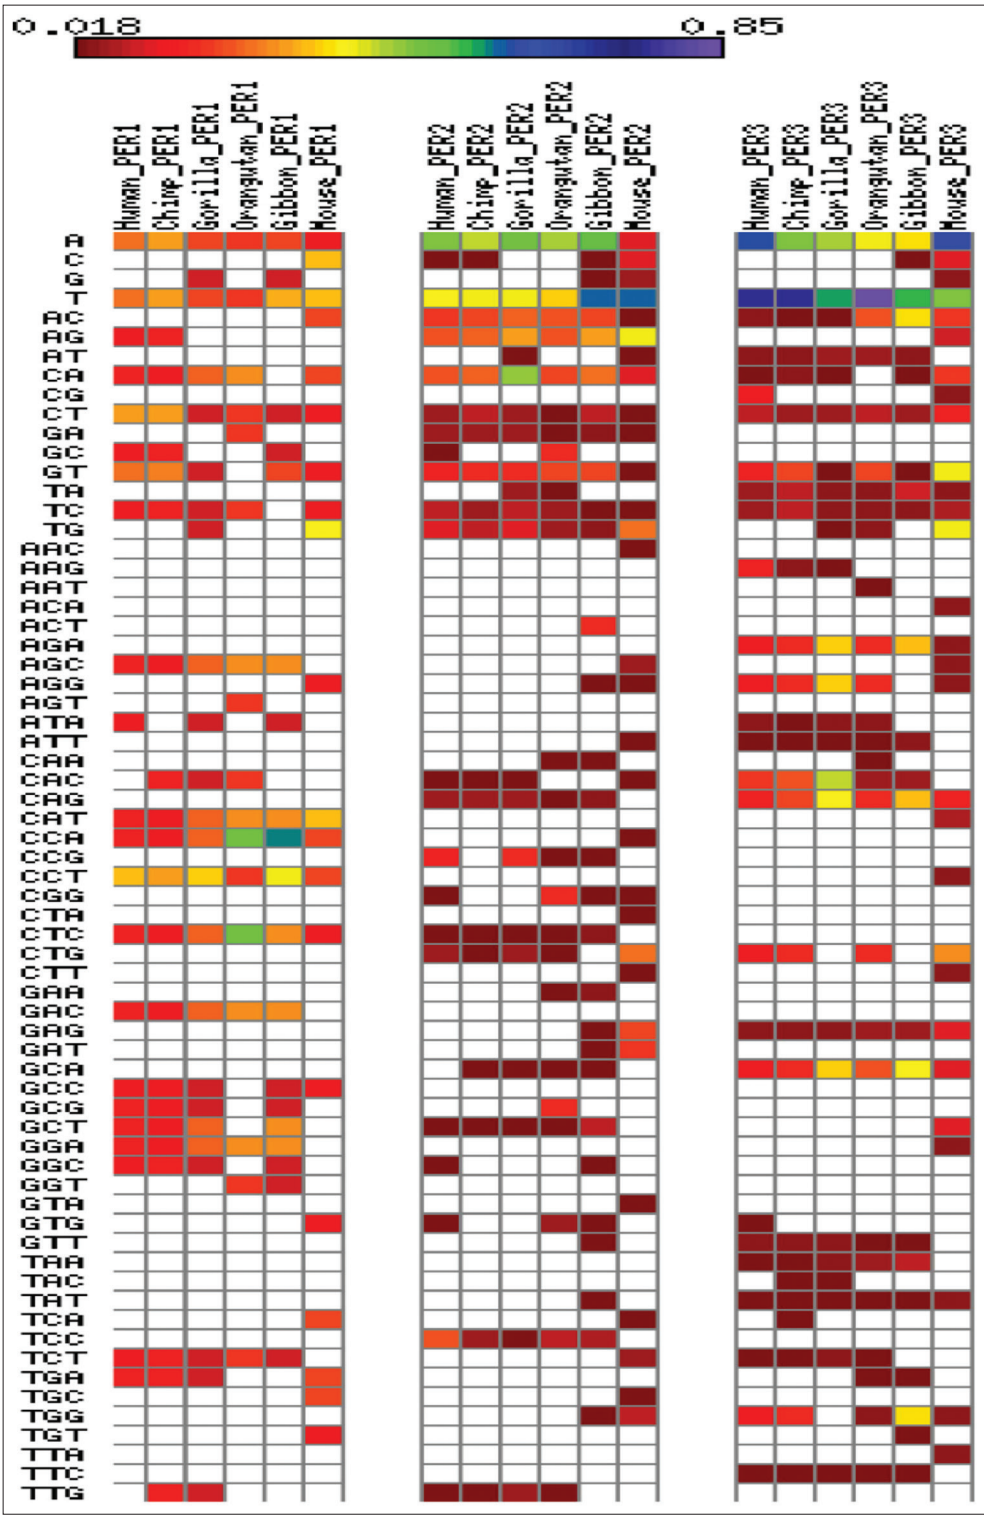 0.018 0.85
Human_PER1 Chimp_PER1 Gorilla_PER1 Orangutan_PER1 Gibbon_PER1 Mouse_PER1 Human_PER2 Chimp_PER2 Gorilla_PER2 Orangutan_PER2 Gibbon_PER2 Mouse_PER2 Human_PER3 Chimp_PER3 Gorilla_PER3 Orangutan_PER3 Gibbon_PER3 Mouse_PER3
A
C
G
T
AC
AG
AT
CA
CG
CT
GA
GC
GT
TA
TC
TG
AAC
AAG
AAT
ACA
ACT
AGA
AGC
AGG
AGT
ATA
ATT
CAA
CAC
CAG
CAT
CCA
CCG
CCT
CGG
CTA
CTC
CTG
CTT
GAA
GAC
GAG
GAT
GCA
GCC
GCG
GCT
GGA
GGC
GGT
GTA
GTG
GTT
TAA
TAC
TAT
TCA
TCC
TCT
TGA
TGC
TGG
TGT
TTA
TTC
TTG